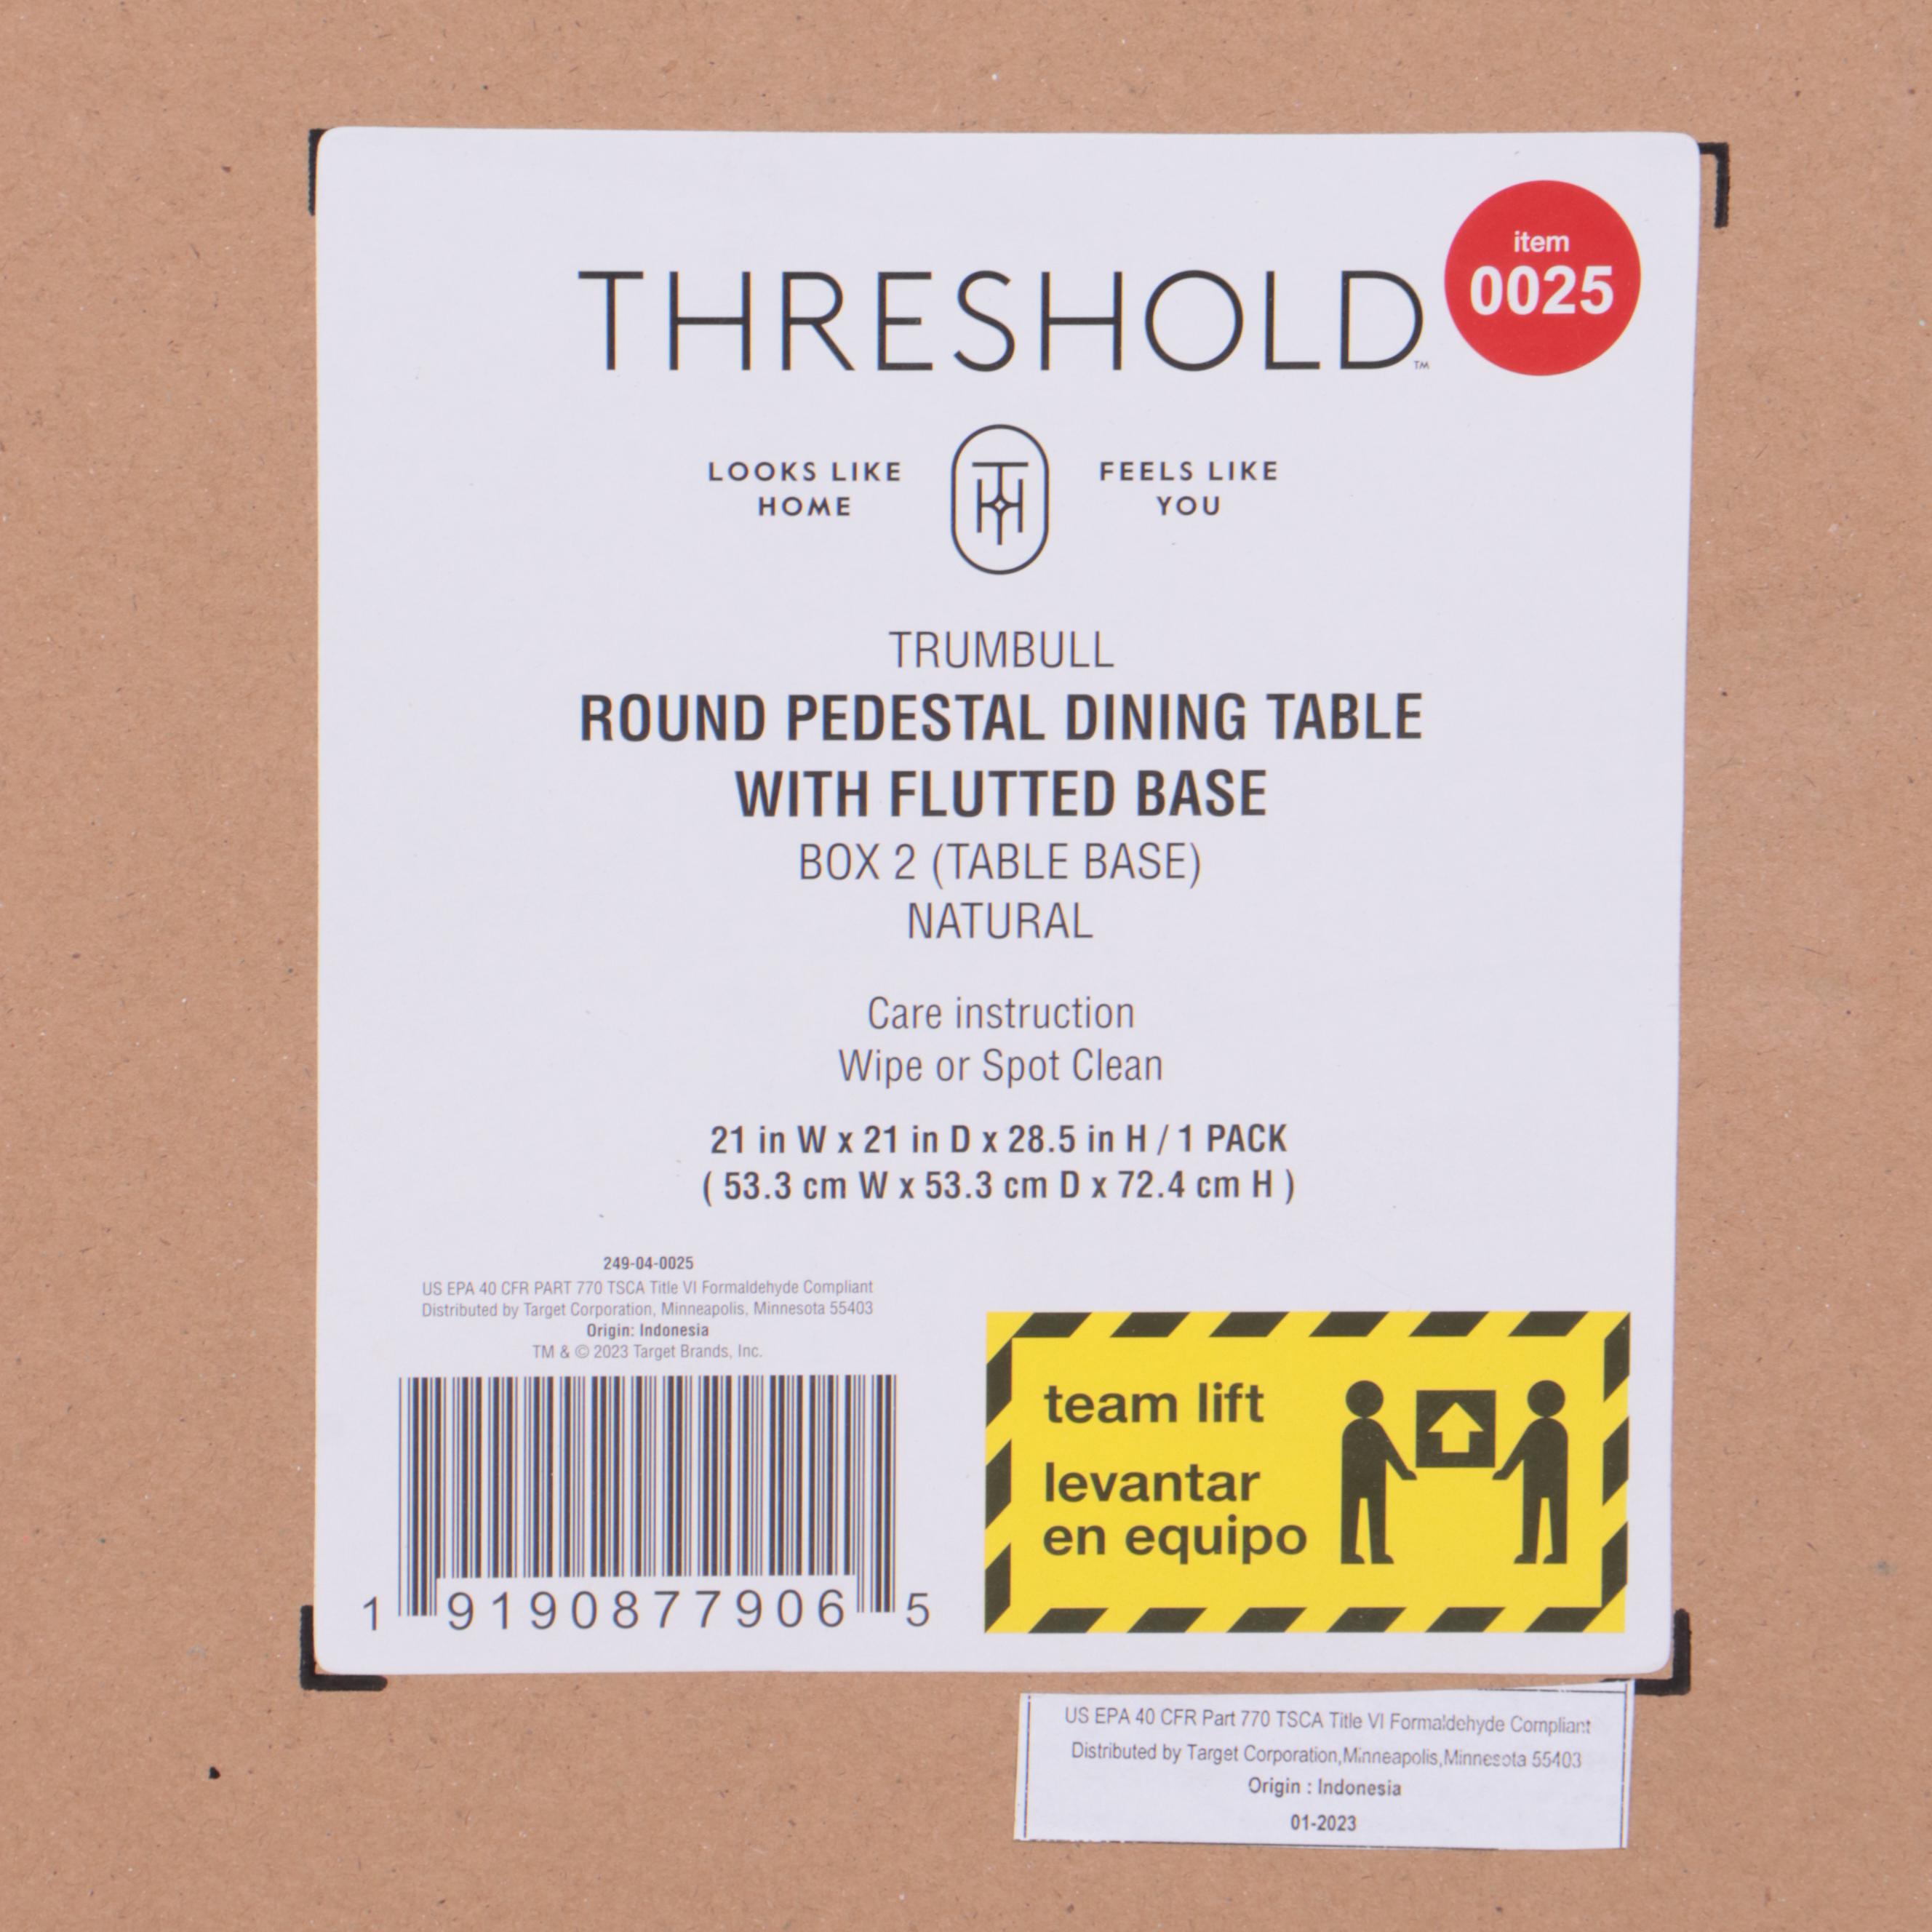 THRESHOLD™
item
0025
LOOKS LIKE
HOME
FEELS LIKE
YOU
TRUMBULL
ROUND PEDESTAL DINING TABLE
WITH FLUTTED BASE
BOX 2 (TABLE BASE)
NATURAL
Care instruction
Wipe or Spot Clean
21 in W x 21 in D x 28.5 in H / 1 PACK
( 53.3 cm W x 53.3 cm D x 72.4 cm H )
249-04-0025
US EPA 40 CFR PART 770 TSCA Title VI Formaldehyde Compliant
Distributed by Target Corporation, Minneapolis, Minnesota 55403
Origin: Indonesia
TM & © 2023 Target Brands, Inc.
1 9190877906 5
team lift
levantar
en equipo
US EPA 40 CFR Part 770 TSCA Title VI Formaldehyde Compliant
Distributed by Target Corporation,Minneapolis,Minnesota 55403
Origin : Indonesia
01-2023